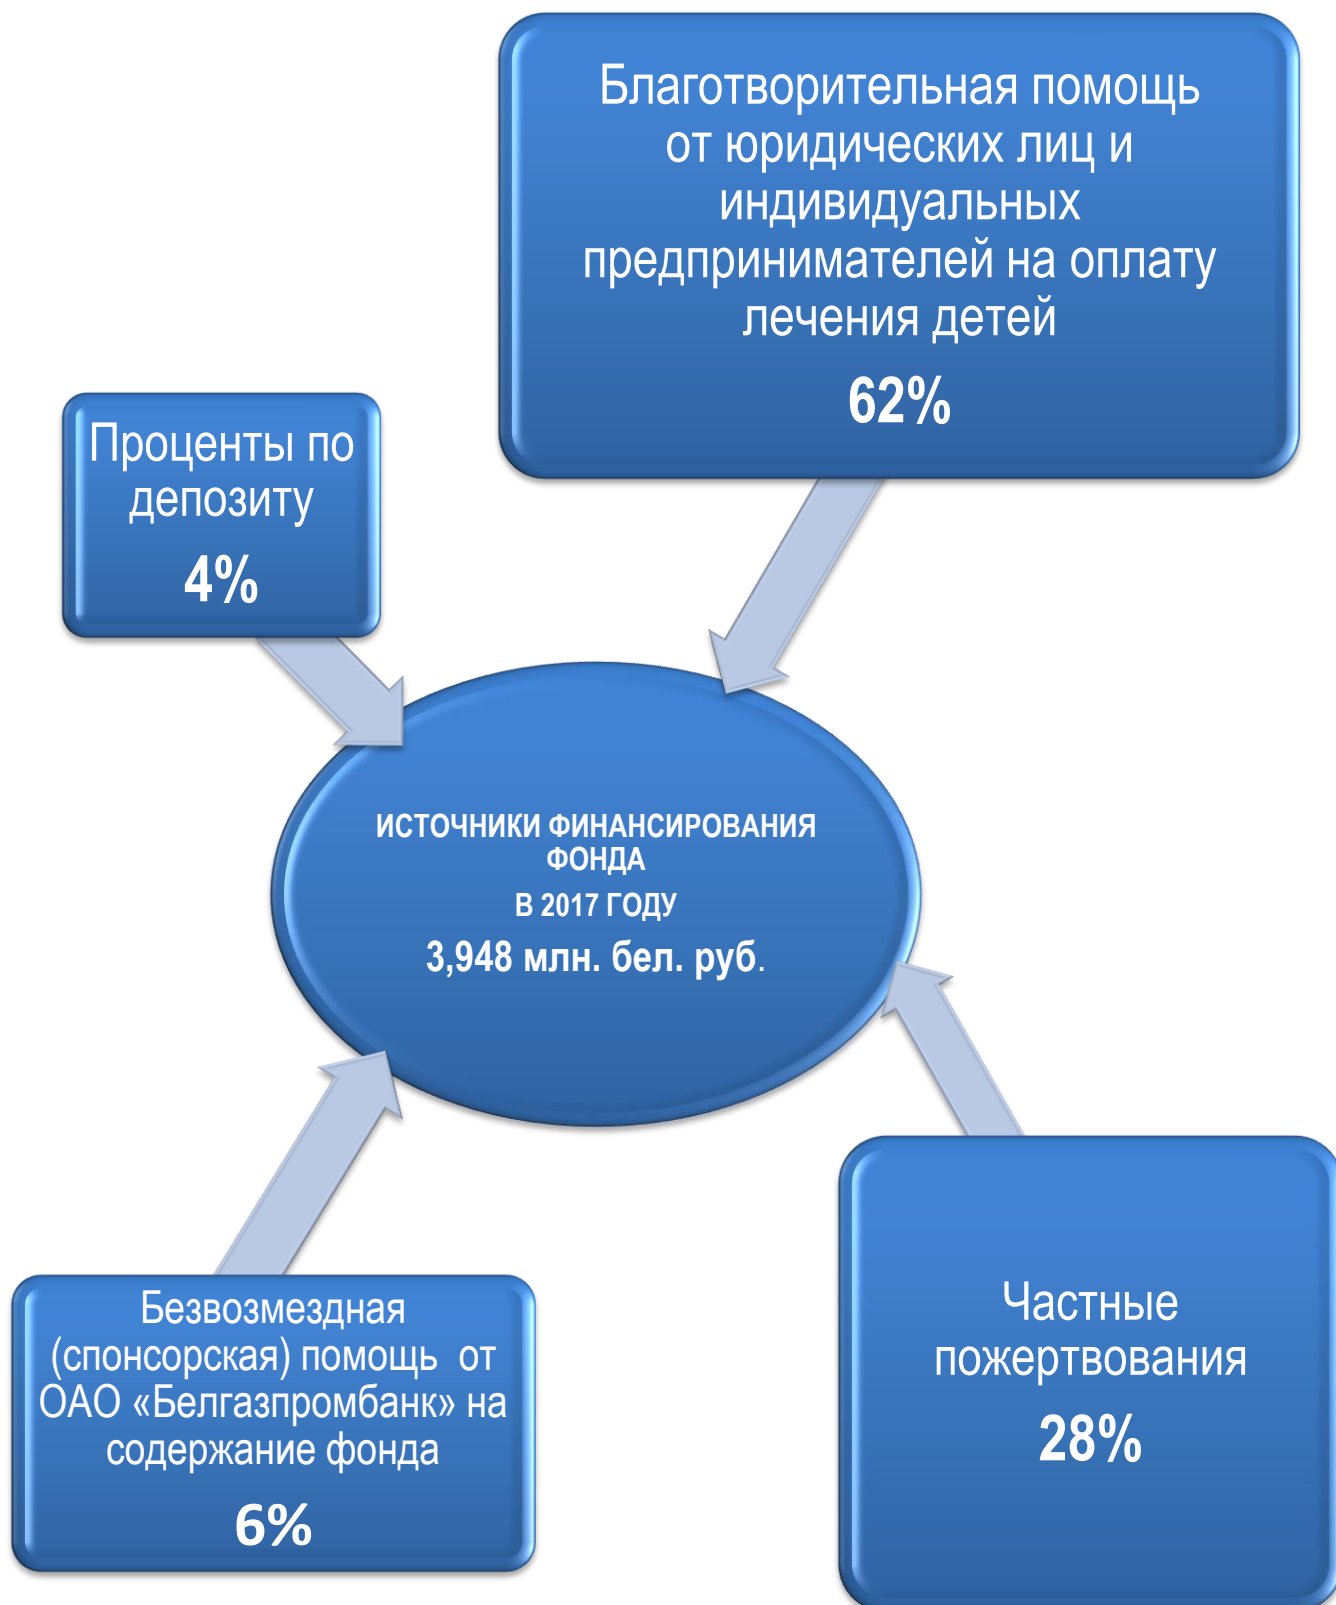 Благотворительная помощь
от юридических лиц и
индивидуальных
предпринимателей на оплату
лечения детей
62%
Проценты по
депозиту
4%
ИСТОЧНИКИ ФИНАНСИРОВАНИЯ
ФОНДА
В 2017 ГОДУ
3,948 млн. бел. руб.
Безвозмездная
(спонсорская) помощь от
ОАО «Белгазпромбанк» на
содержание фонда
6%
Частные
пожертвования
28%